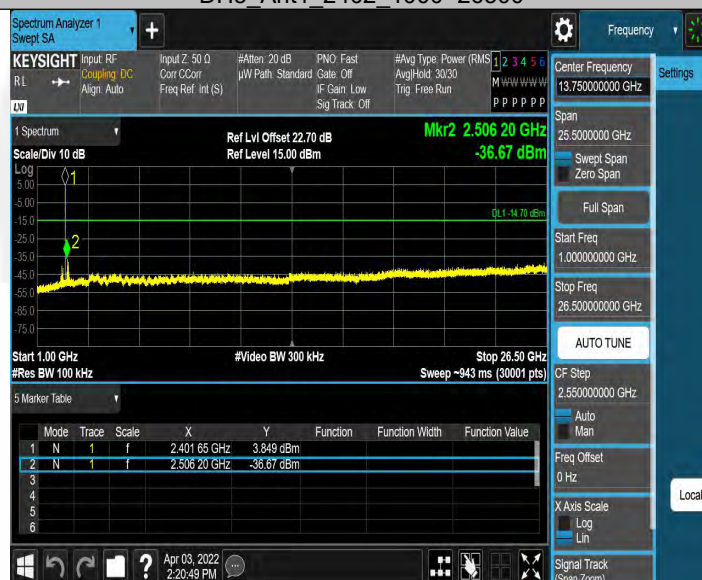 Spectrum Analyzer 1
Swept SA
+
Frequency
KEYSIGHT
RL
LXI
Input: RF
Coupling: DC
Align: Auto
Input Z: 50 Ω
Corr CCorr
Freq Ref: Int (S)
#Atten: 20 dB
µW Path: Standard
PNO: Fast
Gate: Off
IF Gain: Low
Sig Track: Off
#Avg Type: Power (RMS
Avg|Hold: 30/30
Trig: Free Run
1 2 3 4 5 6
M W W W W W
P P P P P P
Center Frequency
13.750000000 GHz
Settings
Span
25.5000000 GHz
Swept Span
Zero Span
Full Span
Start Freq
1.000000000 GHz
Stop Freq
26.500000000 GHz
AUTO TUNE
CF Step
2.550000000 GHz
Auto
Man
Freq Offset
0 Hz
X Axis Scale
Log
Lin
Signal Track
(Span Zoom)
Local
1 Spectrum
Scale/Div 10 dB
Ref Lvl Offset 22.70 dB
Ref Level 15.00 dBm
Mkr2 2.506 20 GHz
-36.67 dBm
Log
5.00
-5.00
-15.0
-25.0
-35.0
-45.0
-55.0
-65.0
-75.0
1
2
DL1 -14.70 dBm
Start 1.00 GHz
#Res BW 100 kHz
#Video BW 300 kHz
Stop 26.50 GHz
Sweep ~943 ms (30001 pts)
5 Marker Table
Mode Trace Scale X Y Function Function Width Function Value
1 N 1 f 2.401 65 GHz 3.849 dBm
2 N 1 f 2.506 20 GHz -36.67 dBm
3
4
5
6
?
Apr 03, 2022
2:20:49 PM